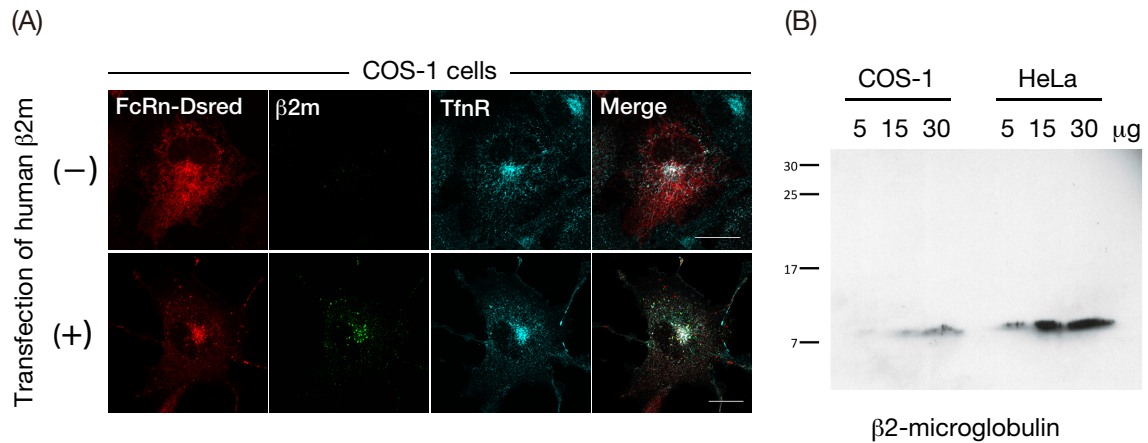 (A)
COS-1 cells
FcRn-Dsred β2m TfnR Merge
Transfection of human β2m
(−)
(+)
(B)
COS-1 HeLa
5 15 30 5 15 30 μg
30
25
17
7
β2-microglobulin